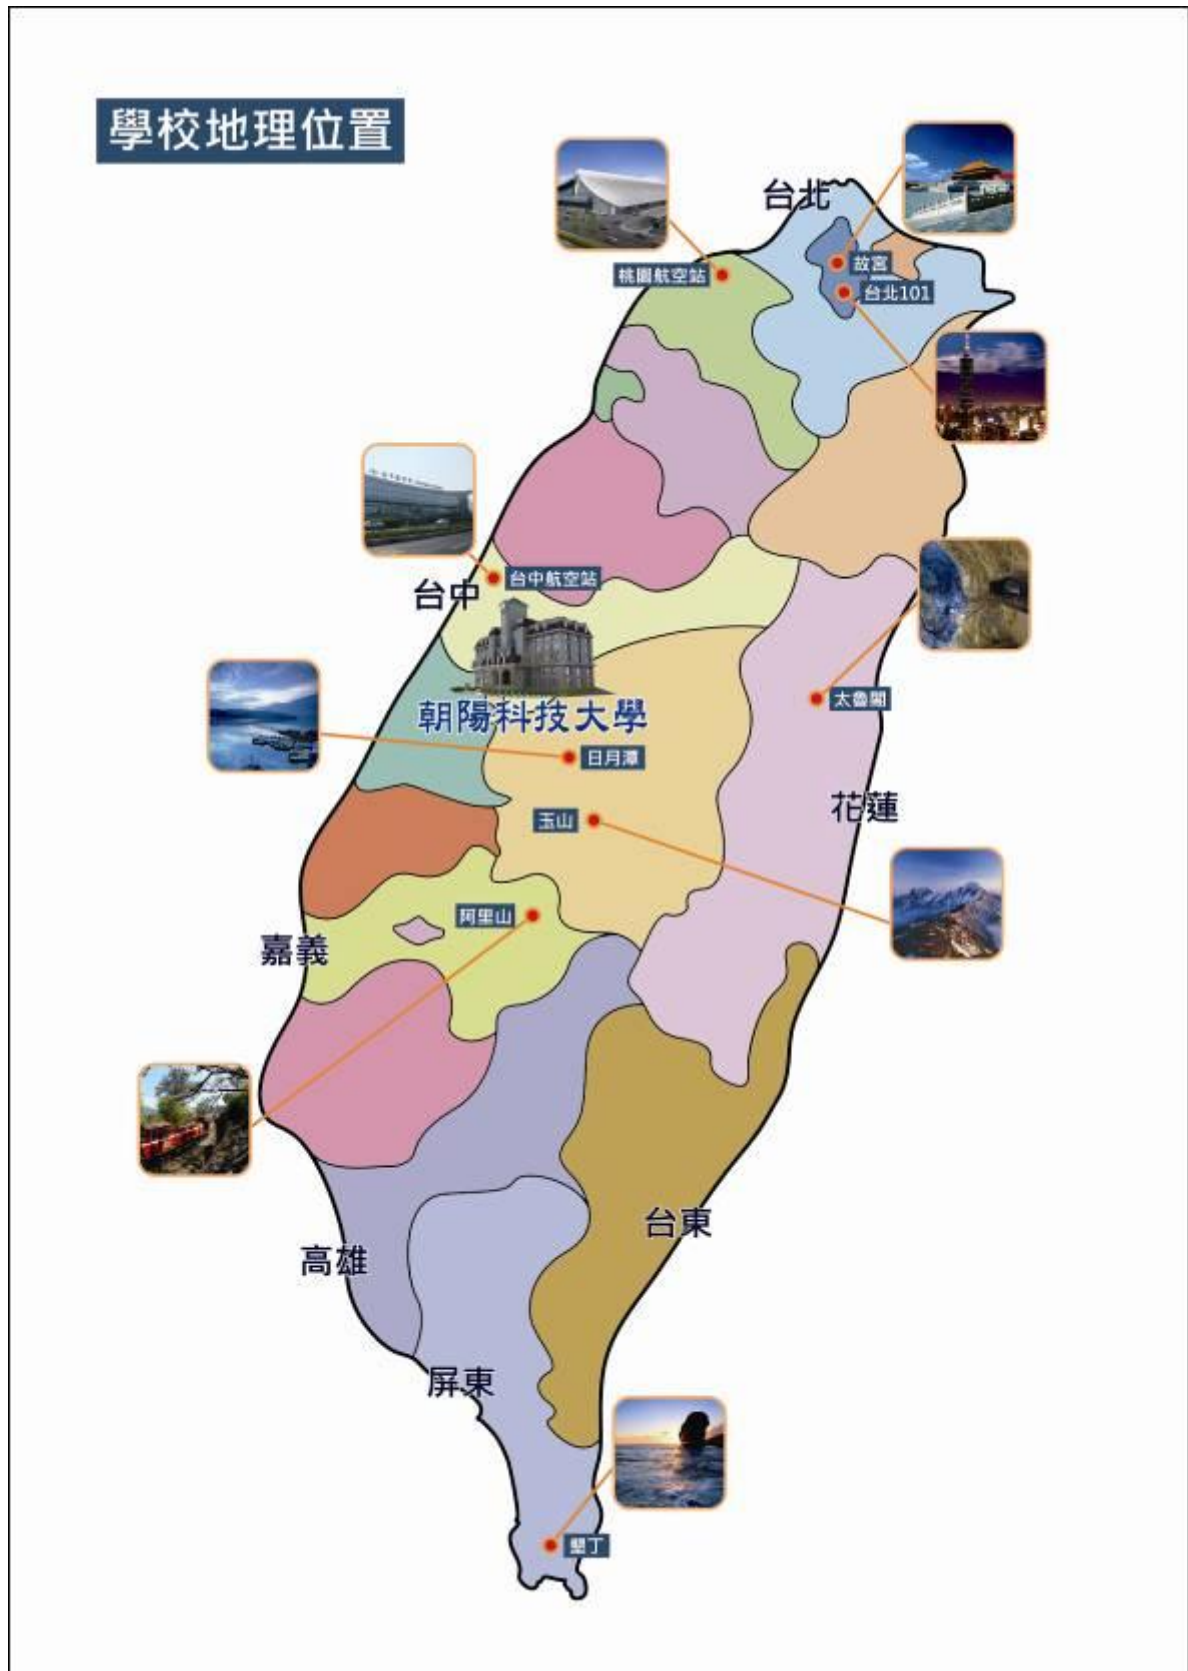 學校地理位置
台北
故宮
桃園航空站
台北101
台中航空站
台中
太魯閣
朝陽科技大學
日月潭
花蓮
玉山
阿里山
嘉義
台東
高雄
屏東
墾丁